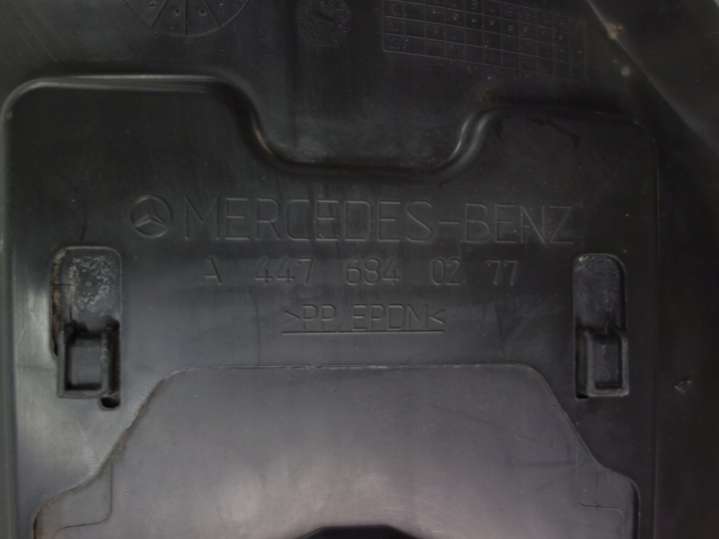 MERCEDES-BENZ
A 447 684 02 77
>PP EPDM<